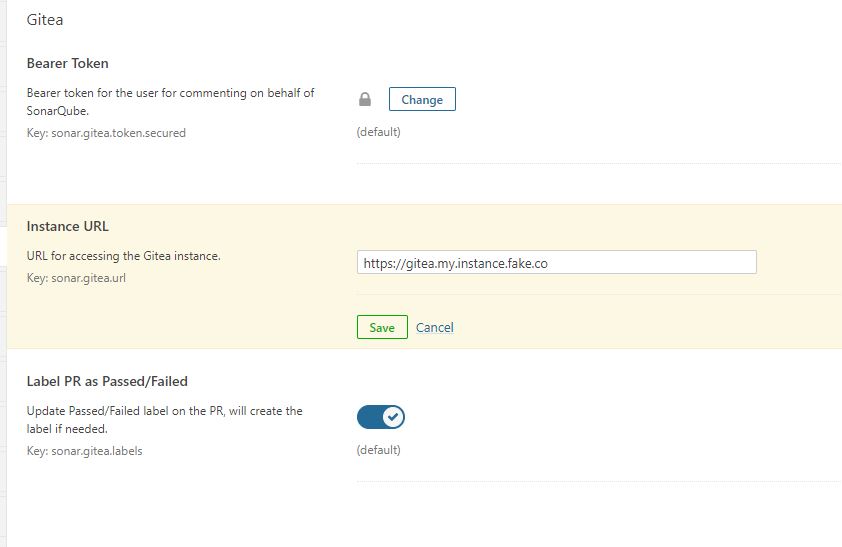 Gitea
Bearer Token
Bearer token for the user for commenting on behalf of
SonarQube.
Key: sonar.gitea.token.secured
Change
(default)
Instance URL
URL for accessing the Gitea instance.
Key: sonar.gitea.url
https://gitea.my.instance.fake.co
Save
Cancel
Label PR as Passed/Failed
Update Passed/Failed label on the PR, will create the
label if needed.
Key: sonar.gitea.labels
(default)